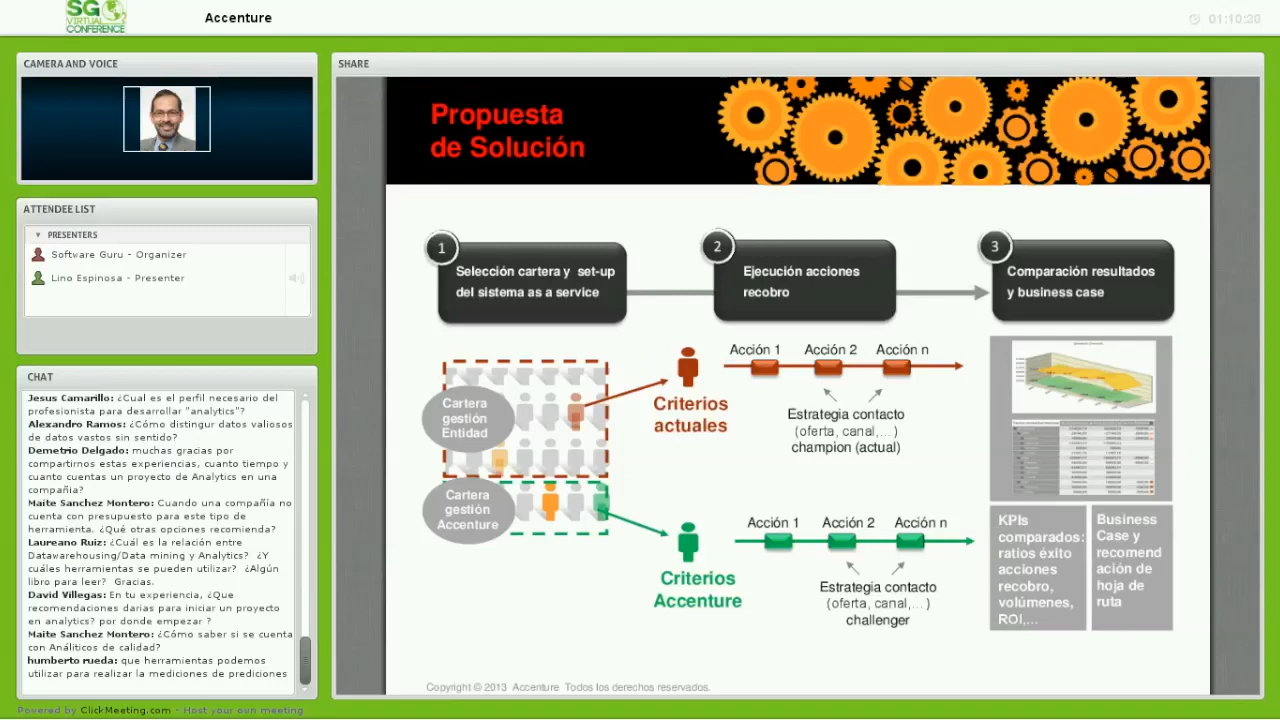 SG
VIRTUAL
CONFERENCE
Accenture
01:10:30
CAMERA AND VOICE
ATTENDEE LIST
PRESENTERS
Software Guru - Organizer
Lino Espinosa - Presenter
CHAT
Jesus Camarillo: ¿Cual es el perfil necesario del
profesionista para desarrollar "analytics"?
Alexandro Ramos: ¿Cómo distingur datos valiosos
de datos vastos sin sentido?
Demetrio Delgado: muchas gracias por
compartirnos estas experiencias, cuanto tiempo y
cuanto cuentas un proyecto de Analytics en una
compañia?
Maite Sanchez Montero: Cuando una compañía no
cuenta con presupuesto para este tipo de
herramienta. ¿Qué otras opciones recomienda?
Laureano Ruiz: ¿Cuál es la relación entre
Datawarehousing/Data mining y Analytics? ¿Y
cuáles herramientas se pueden utilizar? ¿Algún
libro para leer? Gracias.
David Villegas: En tu experiencia, ¿Que
recomendaciones darias para iniciar un proyecto
en analytics? por donde empezar ?
Maite Sanchez Montero: ¿Cómo saber si se cuenta
con Análiticos de calidad?
humberto rueda: que herramientas podemos
utilizar para realizar la mediciones de prediciones
Powered by ClickMeeting.com - Host your own meeting
SHARE
Propuesta
de Solución
1
Selección cartera y set-up
del sistema as a service
2
Ejecución acciones
recobro
3
Comparación resultados
y business case
Cartera
gestión
Entidad
Criterios
actuales
Acción 1 Acción 2 Acción n
Estrategia contacto
(oferta, canal,...)
champion (actual)
Cartera
gestión
Accenture
Criterios
Accenture
Acción 1 Acción 2 Acción n
Estrategia contacto
(oferta, canal,...)
challenger
KPIs
comparados:
ratios éxito
acciones
recobro,
volúmenes,
ROI,...
Business
Case y
recomend
ación de
hoja de
ruta
Copyright © 2013 Accenture Todos los derechos reservados.